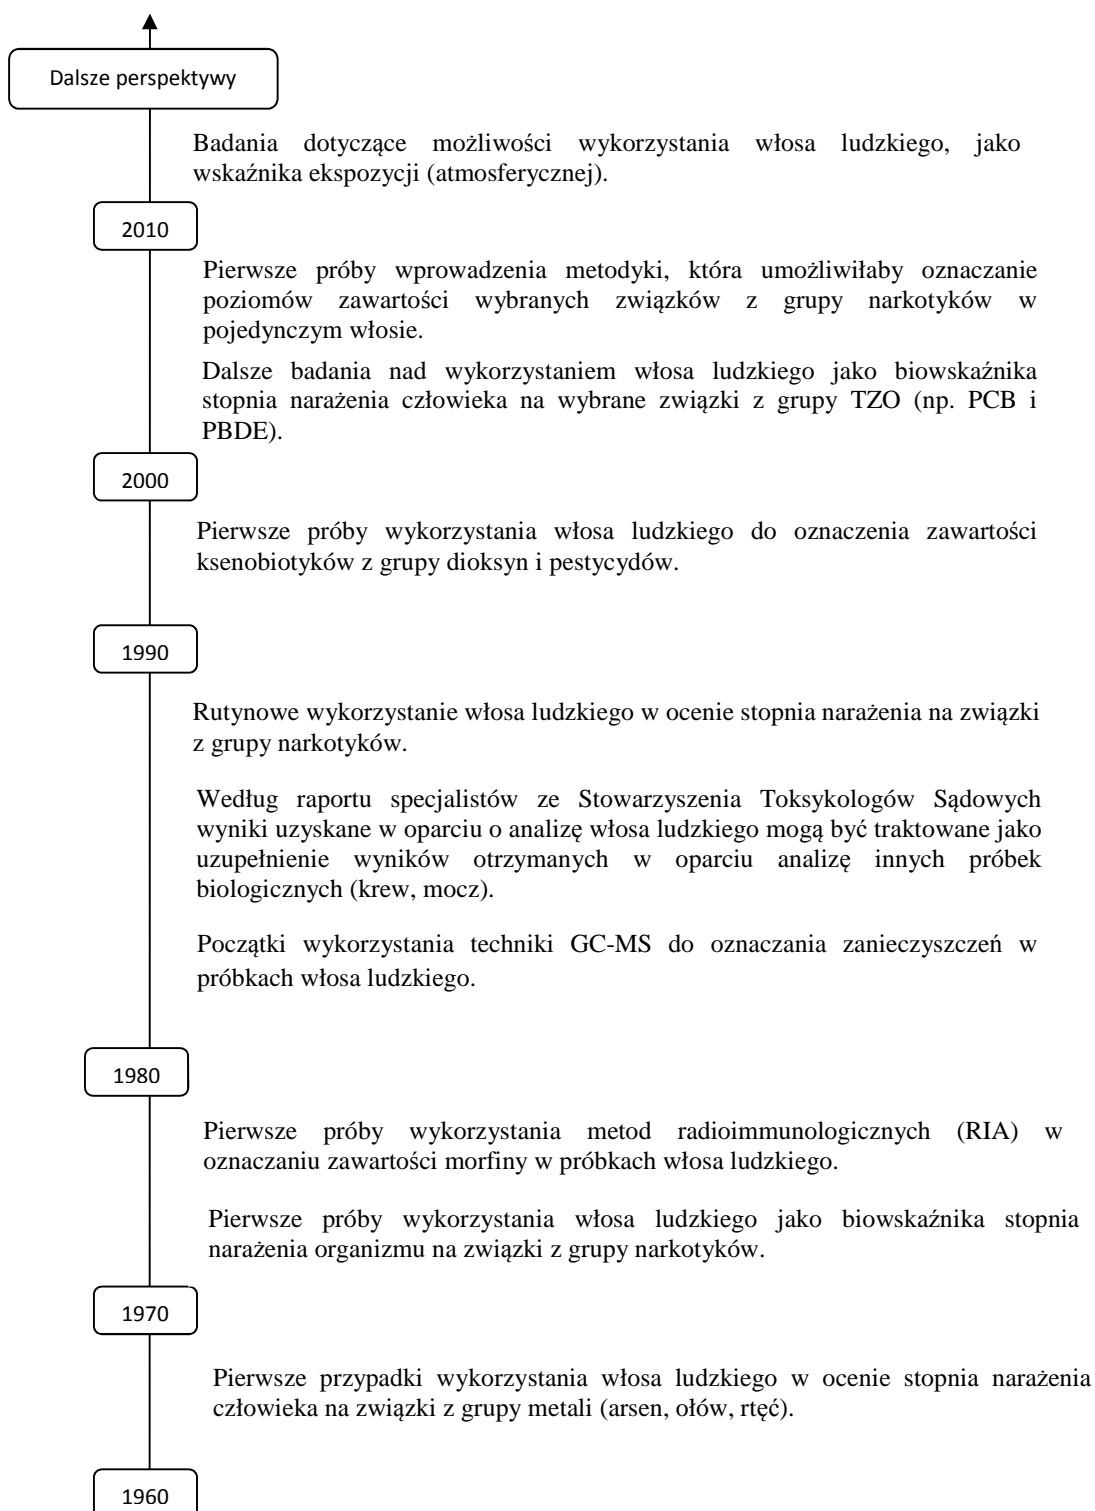 Dalsze perspektywy
Badania dotyczące możliwości wykorzystania włosa ludzkiego, jako
wskaźnika ekspozycji (atmosferycznej).
2010
Pierwsze próby wprowadzenia metodyki, która umożliwiłaby oznaczanie
poziomów zawartości wybranych związków z grupy narkotyków w
pojedynczym włosie.
Dalsze badania nad wykorzystaniem włosa ludzkiego jako biowskaźnika
stopnia narażenia człowieka na wybrane związki z grupy TZO (np. PCB i
PBDE).
2000
Pierwsze próby wykorzystania włosa ludzkiego do oznaczenia zawartości
ksenobiotyków z grupy dioksyn i pestycydów.
1990
Rutynowe wykorzystanie włosa ludzkiego w ocenie stopnia narażenia na związki
z grupy narkotyków.
Według raportu specjalistów ze Stowarzyszenia Toksykologów Sądowych
wyniki uzyskane w oparciu o analizę włosa ludzkiego mogą być traktowane jako
uzupełnienie wyników otrzymanych w oparciu analizę innych próbek
biologicznych (krew, mocz).
Początki wykorzystania techniki GC-MS do oznaczania zanieczyszczeń w
próbkach włosa ludzkiego.
1980
Pierwsze próby wykorzystania metod radioimmunologicznych (RIA) w
oznaczaniu zawartości morfiny w próbkach włosa ludzkiego.
Pierwsze próby wykorzystania włosa ludzkiego jako biowskaźnika stopnia
narażenia organizmu na związki z grupy narkotyków.
1970
Pierwsze przypadki wykorzystania włosa ludzkiego w ocenie stopnia narażenia
człowieka na związki z grupy metali (arsen, ołów, rtęć).
1960